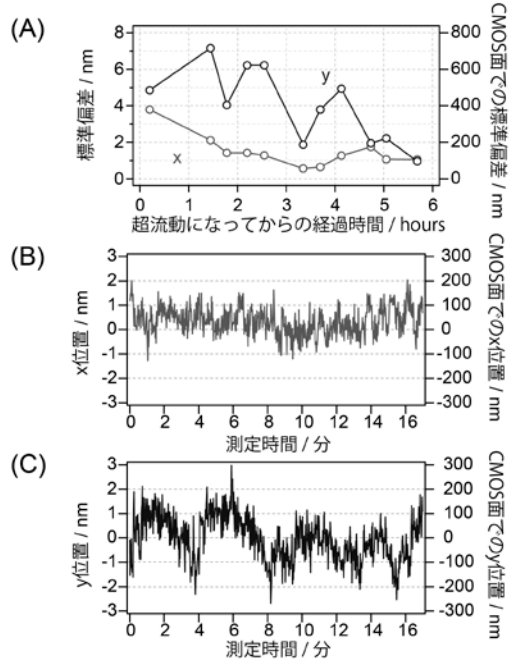 (A)
8
6
4
2
0
標準偏差 / nm
y
x
800
600
400
200
0
CMOS面での標準偏差 / nm
0 1 2 3 4 5 6
超流動になってからの経過時間 / hours
(B)
3
2
1
0
-1
-2
-3
x位置 / nm
300
200
100
0
-100
-200
-300
CMOS面でのx位置 / nm
0 2 4 6 8 10 12 14 16
測定時間 / 分
(C)
3
2
1
0
-1
-2
-3
y位置 / nm
300
200
100
0
-100
-200
-300
CMOS面でのy位置 / nm
0 2 4 6 8 10 12 14 16
測定時間 / 分